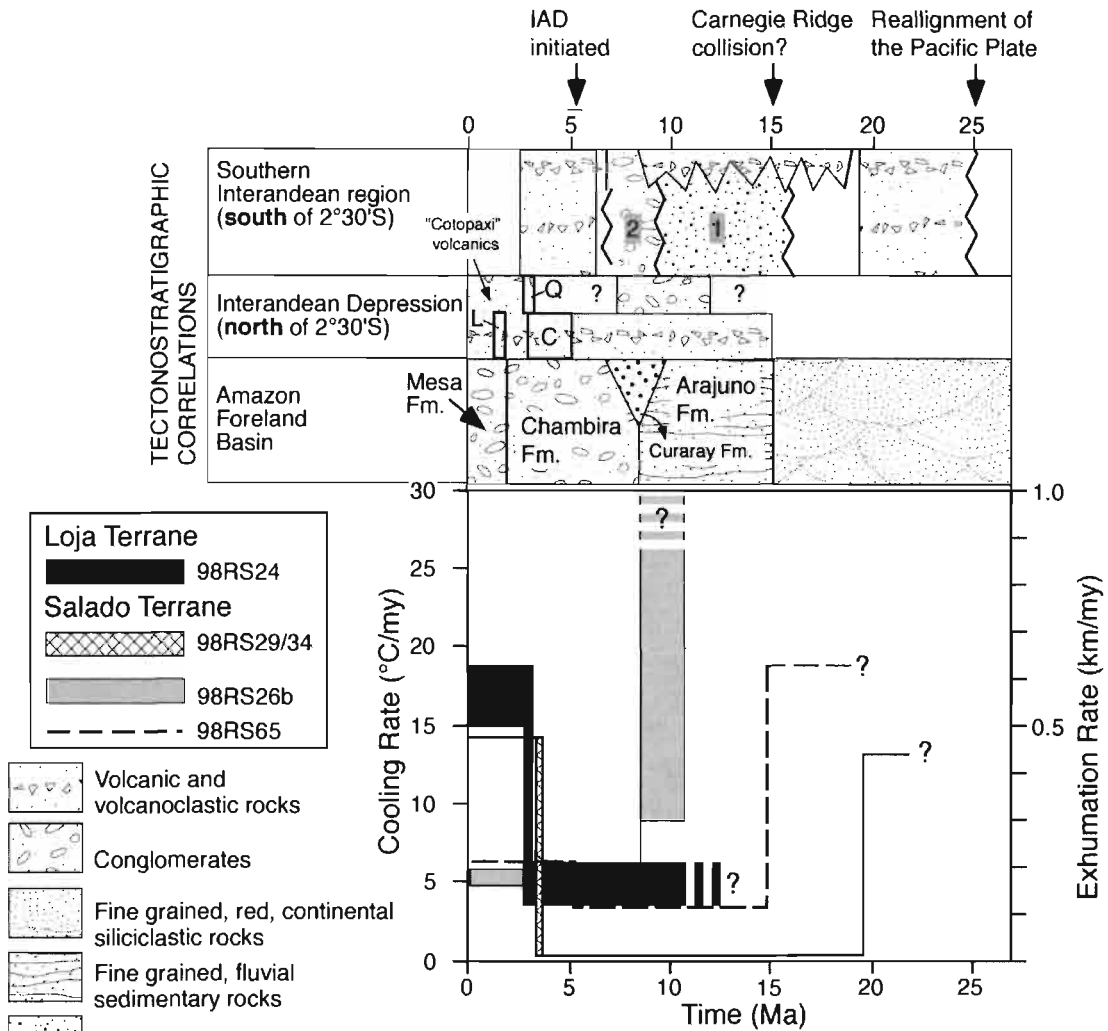 IAD
initiated
Carnegie Ridge
collision?
Reallignment of
the Pacific Plate
0 5 10 15 20 25
TECTONOSTRATIGRAPHIC
CORRELATIONS
Southern
Interandean region
(south of 2°30'S)
"Cotopaxi"
volcanics
2
1
Interandean Depression
(north of 2°30'S)
Q
?
?
L
C
Amazon
Foreland
Basin
Mesa
Fm.
Chambira
Fm.
Arajuno
Fm.
Curaray Fm.
Loja Terrane
98RS24
Salado Terrane
98RS29/34
98RS26b
98RS65
Volcanic and
volcanoclastic rocks
Conglomerates
Fine grained, red, continental
siliciclastic rocks
Fine grained, fluvial
sedimentary rocks
Cooling Rate (°C/my)
30
25
20
15
10
5
0
?
?
?
?
1.0
0.5
Exhumation Rate (km/my)
0 5 10 15 20 25
Time (Ma)